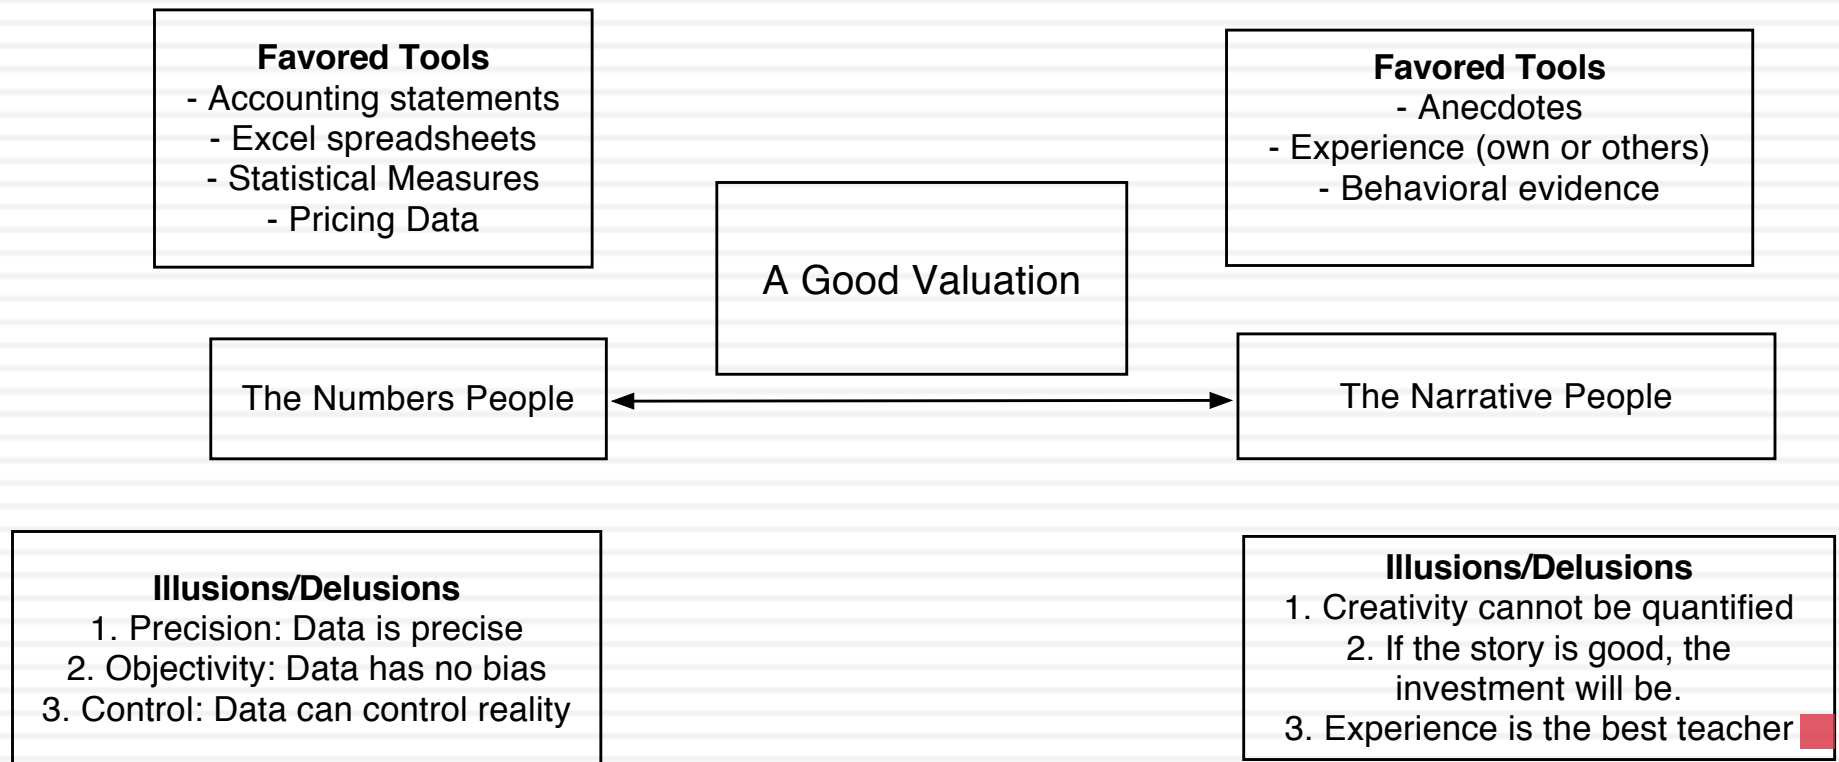 Favored Tools
- Accounting statements
- Excel spreadsheets
- Statistical Measures
- Pricing Data
Favored Tools
- Anecdotes
- Experience (own or others)
- Behavioral evidence
A Good Valuation
The Numbers People
The Narrative People
Illusions/Delusions
1. Precision: Data is precise
2. Objectivity: Data has no bias
3. Control: Data can control reality
Illusions/Delusions
1. Creativity cannot be quantified
2. If the story is good, the
investment will be.
3. Experience is the best teacher